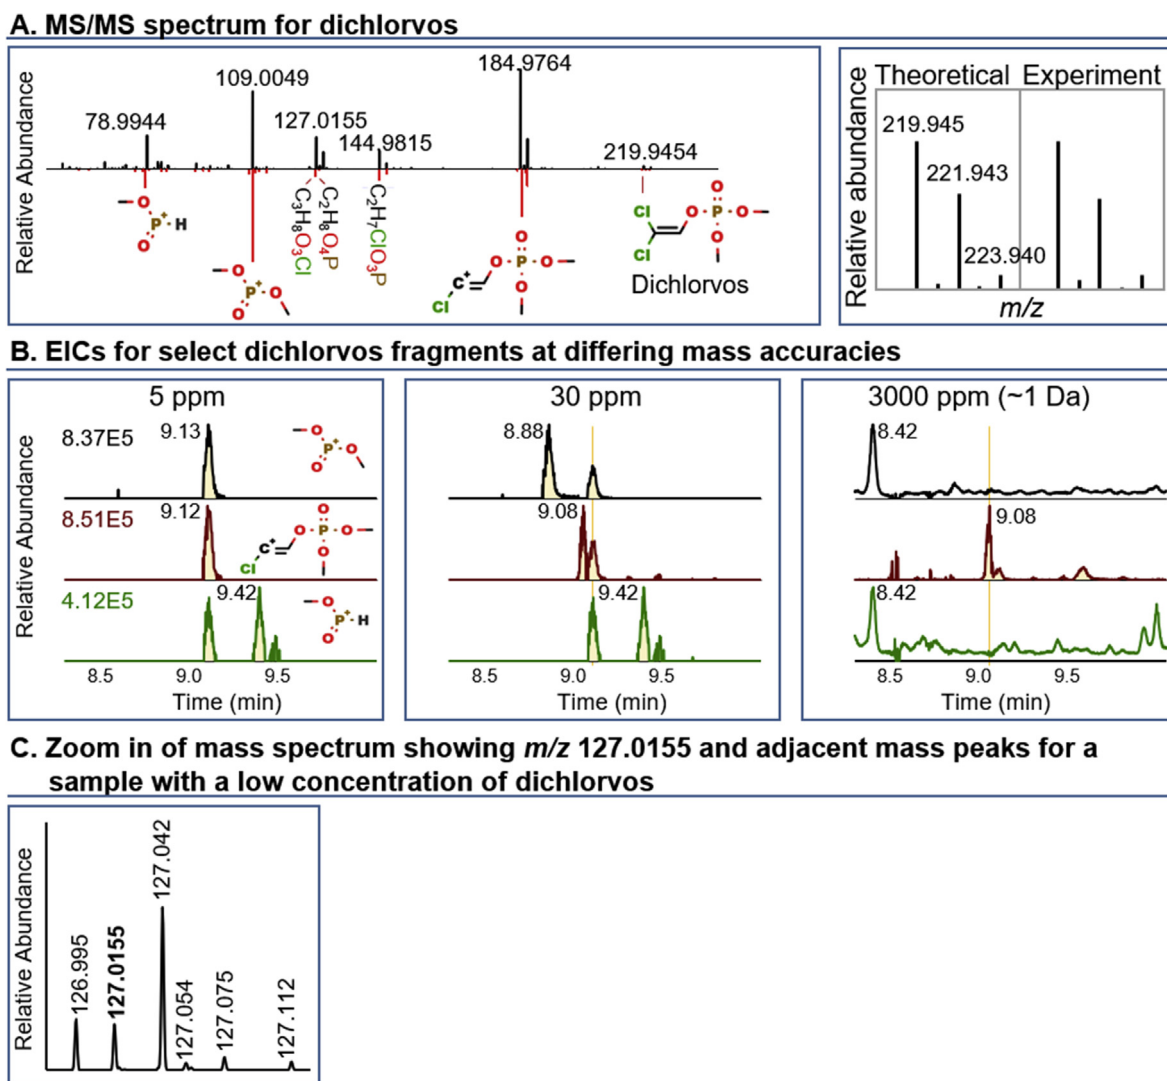 A. MS/MS spectrum for dichlorvos
Relative Abundance
78.9944
109.0049
127.0155
144.9815
184.9764
219.9454
O
P+
H
O
O
P+
O
O
C3H8O3Cl
C2H8O4P
C2H7ClO3P
Cl
C+
O
O
P
O
O
Cl
Cl
O
O
P
O
O
Dichlorvos
Relative abundance
Theoretical
Experiment
219.945
221.943
223.940
m/z
B. EICs for select dichlorvos fragments at differing mass accuracies
Relative Abundance
5 ppm
8.37E5
9.13
O
P+
O
O
8.51E5
9.12
Cl
C+
O
O
P
O
O
4.12E5
9.42
O
P+
H
O
8.5
9.0
9.5
Time (min)
30 ppm
8.88
9.08
9.42
8.5
9.0
9.5
Time (min)
3000 ppm (~1 Da)
8.42
9.08
8.42
8.5
9.0
9.5
Time (min)
C. Zoom in of mass spectrum showing m/z 127.0155 and adjacent mass peaks for a
sample with a low concentration of dichlorvos
Relative Abundance
126.995
127.0155
127.042
127.054
127.075
127.112